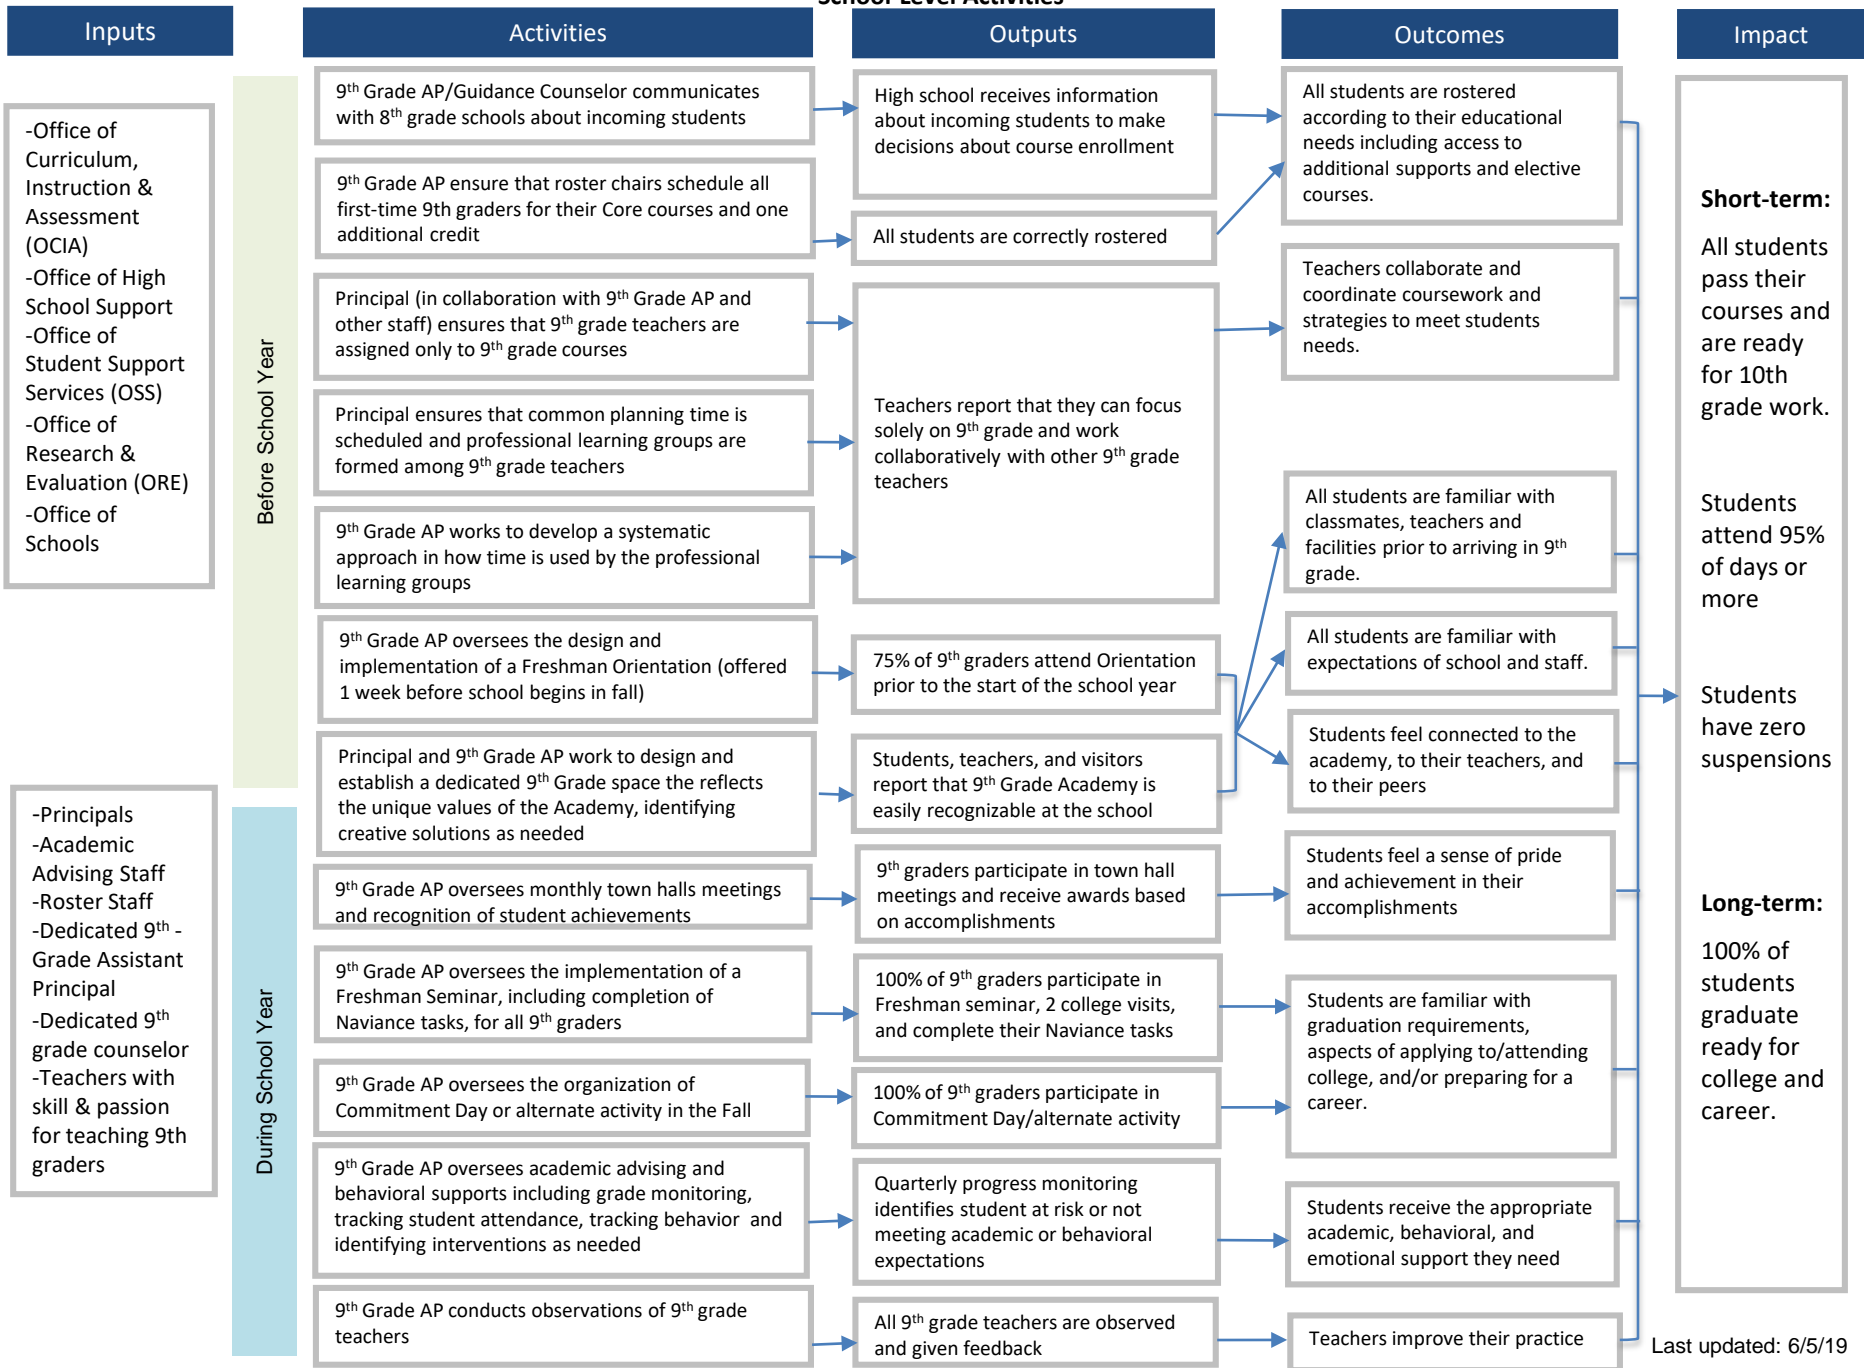 School Level Activities
Inputs
Activities
Outputs
Outcomes
Impact
-Office of
Curriculum,
Instruction &
Assessment
(OCIA)
-Office of High
School Support
-Office of
Student Support
Services (OSS)
-Office of
Research &
Evaluation (ORE)
-Office of
Schools
-Principals
-Academic
Advising Staff
-Roster Staff
-Dedicated 9th -
Grade Assistant
Principal
-Dedicated 9th
grade counselor
-Teachers with
skill & passion
for teaching 9th
graders
Before School Year
During School Year
9th Grade AP/Guidance Counselor communicates
with 8th grade schools about incoming students
9th Grade AP ensure that roster chairs schedule all
first-time 9th graders for their Core courses and one
additional credit
Principal (in collaboration with 9th Grade AP and
other staff) ensures that 9th grade teachers are
assigned only to 9th grade courses
Principal ensures that common planning time is
scheduled and professional learning groups are
formed among 9th grade teachers
9th Grade AP works to develop a systematic
approach in how time is used by the professional
learning groups
9th Grade AP oversees the design and
implementation of a Freshman Orientation (offered
1 week before school begins in fall)
Principal and 9th Grade AP work to design and
establish a dedicated 9th Grade space the reflects
the unique values of the Academy, identifying
creative solutions as needed
9th Grade AP oversees monthly town halls meetings
and recognition of student achievements
9th Grade AP oversees the implementation of a
Freshman Seminar, including completion of
Naviance tasks, for all 9th graders
9th Grade AP oversees the organization of
Commitment Day or alternate activity in the Fall
9th Grade AP oversees academic advising and
behavioral supports including grade monitoring,
tracking student attendance, tracking behavior and
identifying interventions as needed
9th Grade AP conducts observations of 9th grade
teachers
High school receives information
about incoming students to make
decisions about course enrollment
All students are correctly rostered
Teachers report that they can focus
solely on 9th grade and work
collaboratively with other 9th grade
teachers
75% of 9th graders attend Orientation
prior to the start of the school year
Students, teachers, and visitors
report that 9th Grade Academy is
easily recognizable at the school
9th graders participate in town hall
meetings and receive awards based
on accomplishments
100% of 9th graders participate in
Freshman seminar, 2 college visits,
and complete their Naviance tasks
100% of 9th graders participate in
Commitment Day/alternate activity
Quarterly progress monitoring
identifies student at risk or not
meeting academic or behavioral
expectations
All 9th grade teachers are observed
and given feedback
All students are rostered
according to their educational
needs including access to
additional supports and elective
courses.
Teachers collaborate and
coordinate coursework and
strategies to meet students
needs.
All students are familiar with
classmates, teachers and
facilities prior to arriving in 9th
grade.
All students are familiar with
expectations of school and staff.
Students feel connected to the
academy, to their teachers, and
to their peers
Students feel a sense of pride
and achievement in their
accomplishments
Students are familiar with
graduation requirements,
aspects of applying to/attending
college, and/or preparing for a
career.
Students receive the appropriate
academic, behavioral, and
emotional support they need
Teachers improve their practice
Short-term:
All students
pass their
courses and
are ready
for 10th
grade work.
Students
attend 95%
of days or
more
Students
have zero
suspensions
Long-term:
100% of
students
graduate
ready for
college and
career.
Last updated: 6/5/19